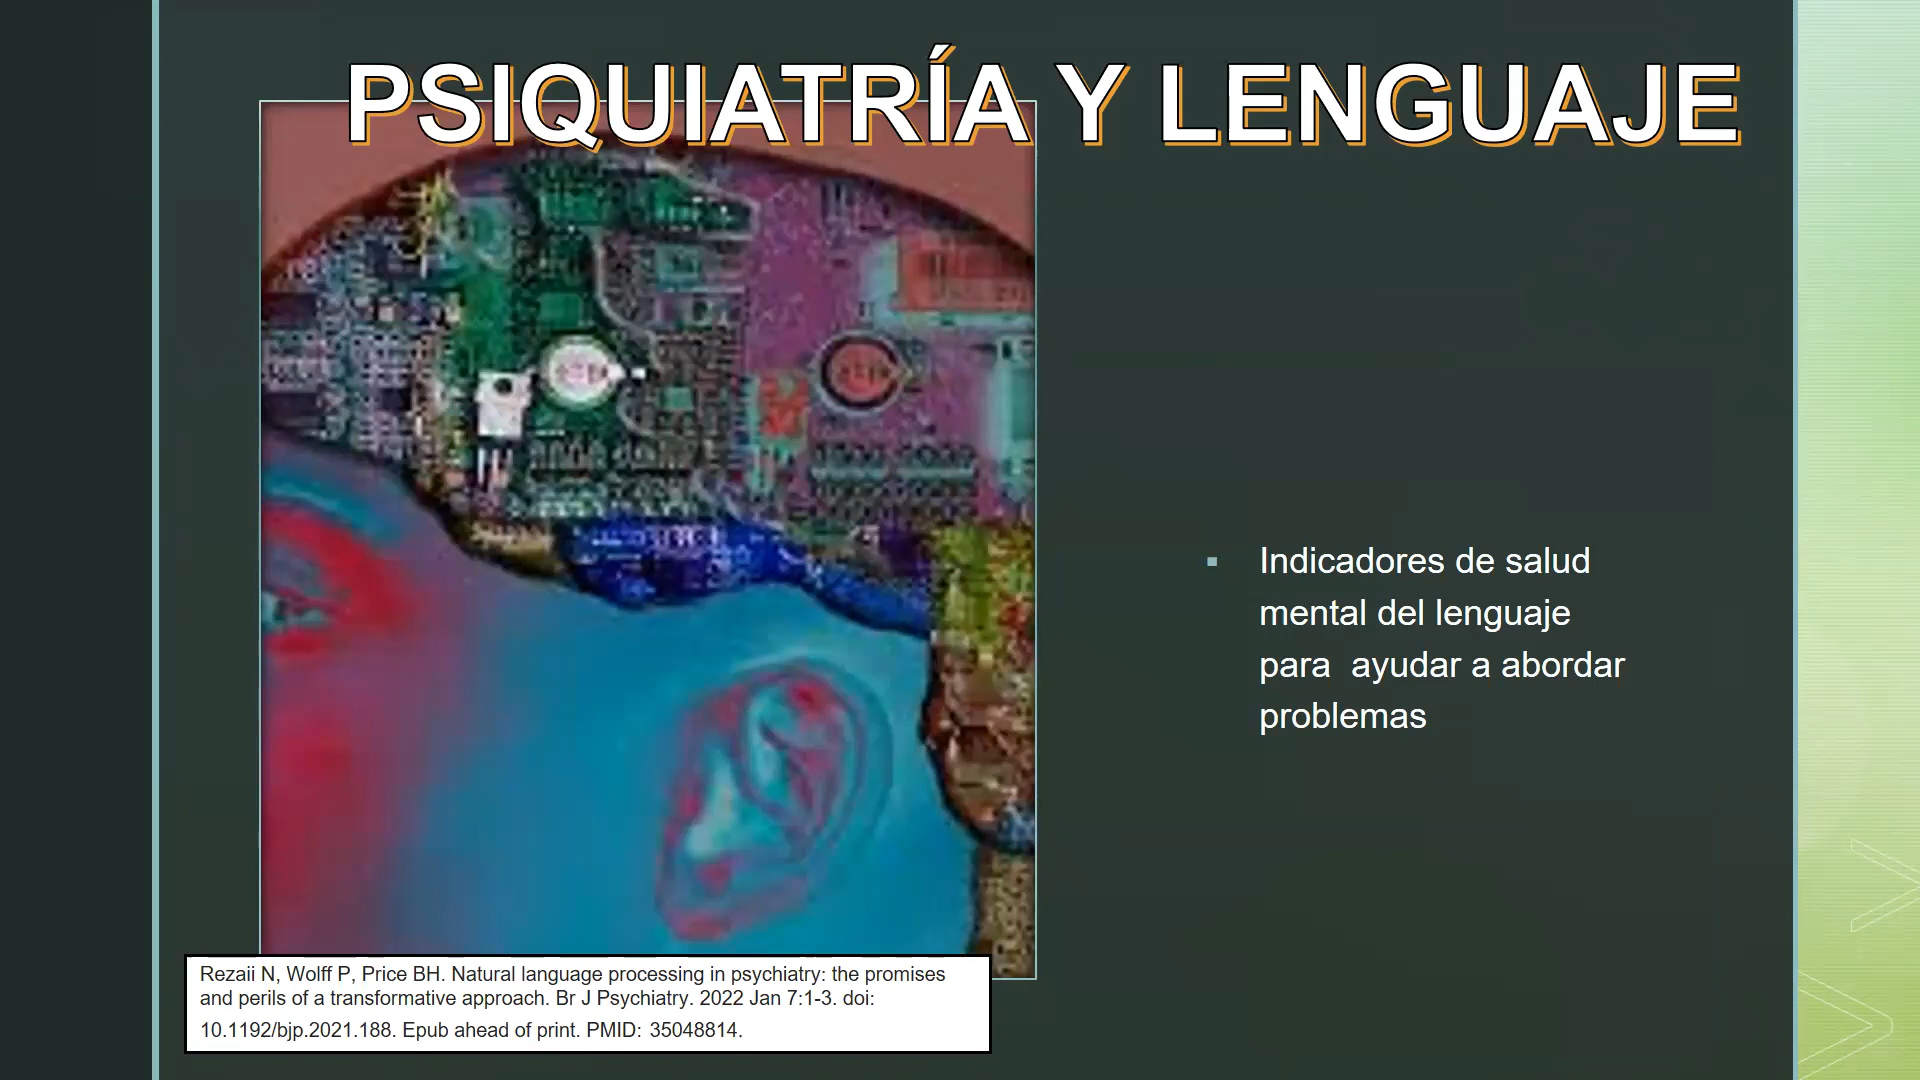 PSIQUIATRÍA Y LENGUAJE
Indicadores de salud
mental del lenguaje
para  ayudar a abordar
problemas
Rezaii N, Wolff P, Price BH. Natural language processing in psychiatry: the promises
and perils of a transformative approach. Br J Psychiatry. 2022 Jan 7:1-3. doi:
10.1192/bjp.2021.188. Epub ahead of print. PMID: 35048814.